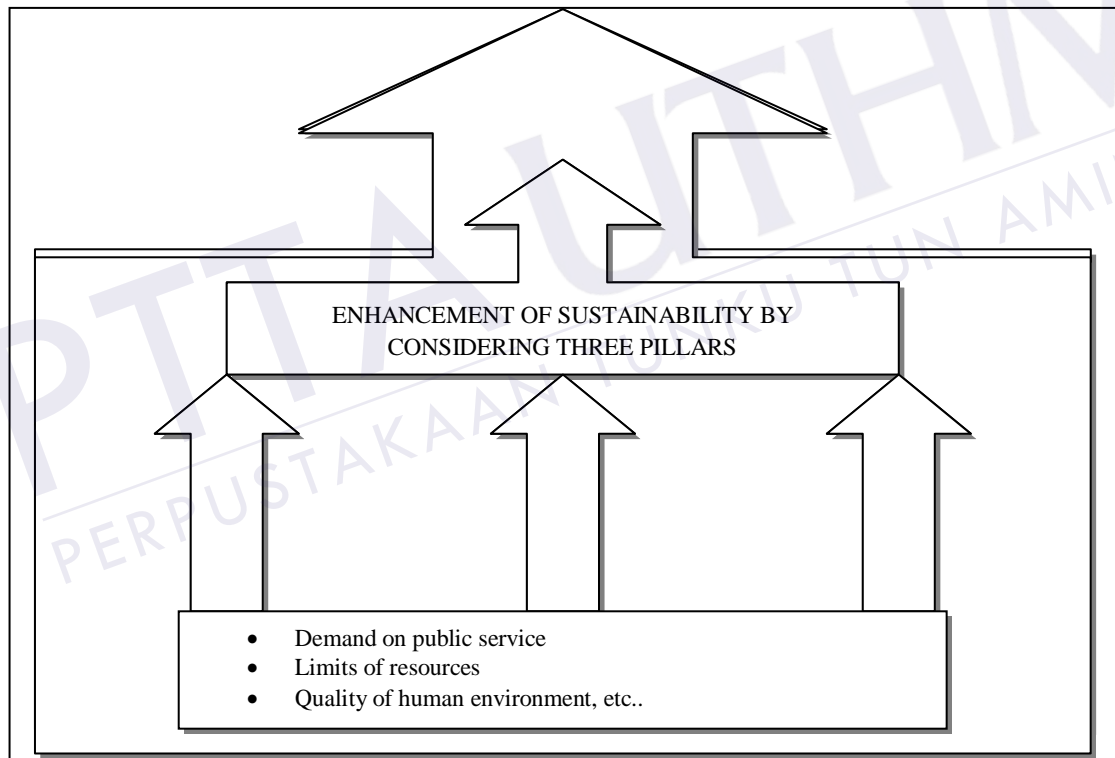 PTTA UTHM
PERPUSTAKAAN TUNKU TUN AMI
ENHANCEMENT OF SUSTAINABILITY BY
CONSIDERING THREE PILLARS
• Demand on public service
• Limits of resources
• Quality of human environment, etc..